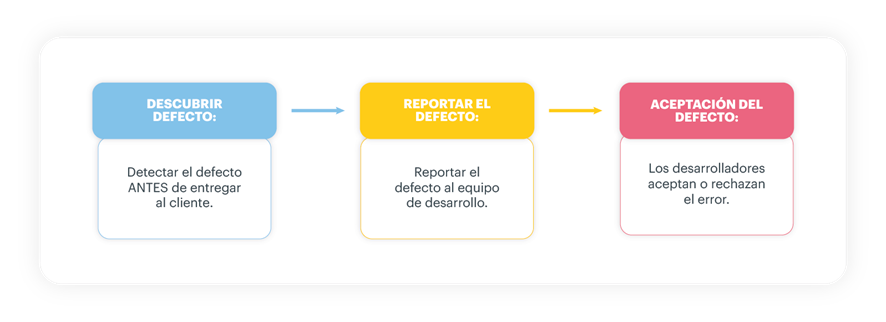 DESCUBRIR
DEFECTO:
Detectar el defecto
ANTES de entregar
al cliente.
REPORTAR EL
DEFECTO:
Reportar el
defecto al equipo
de desarrollo.
ACEPTACIÓN DEL
DEFECTO:
Los desarrolladores
aceptan o rechazan
el error.